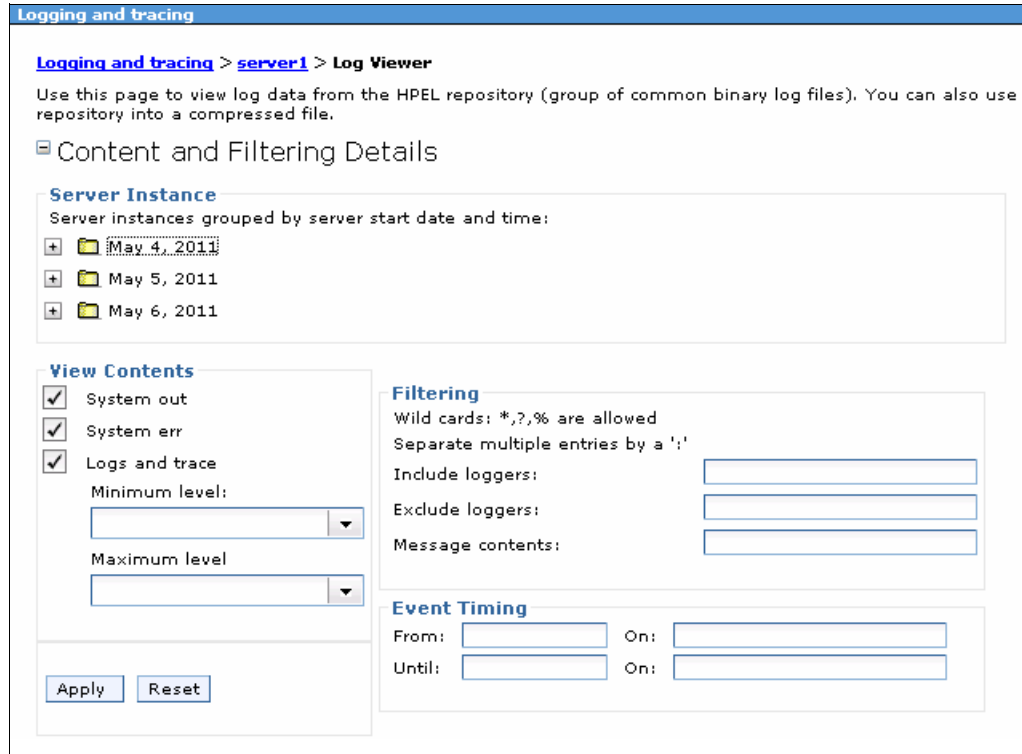 Logging and tracing
Logging and tracing > server1 > Log Viewer
Use this page to view log data from the HPEL repository (group of common binary log files). You can also use
repository into a compressed file.
Content and Filtering Details
Server Instance
Server instances grouped by server start date and time:
May 4, 2011
May 5, 2011
May 6, 2011
View Contents
System out
System err
Logs and trace
Minimum level:
Maximum level
Apply Reset
Filtering
Wild cards: *,?,% are allowed
Separate multiple entries by a ':'
Include loggers:
Exclude loggers:
Message contents:
Event Timing
From: On:
Until: On: